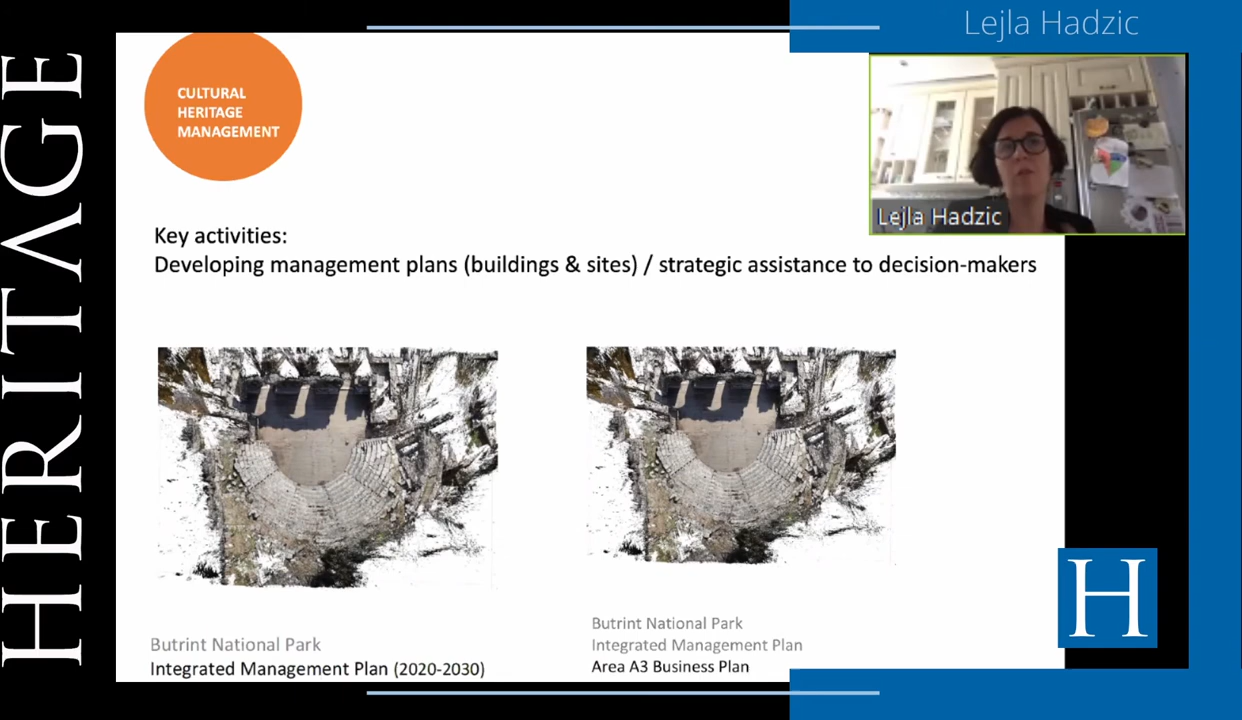 HERITAGE
Lejla Hadzic
CULTURAL
HERITAGE
MANAGEMENT
Lejla Hadzic
Key activities:
Developing management plans (buildings & sites) / strategic assistance to decision-makers
Butrint National Park
Integrated Management Plan (2020-2030)
Butrint National Park
Integrated Management Plan
Area A3 Business Plan
H